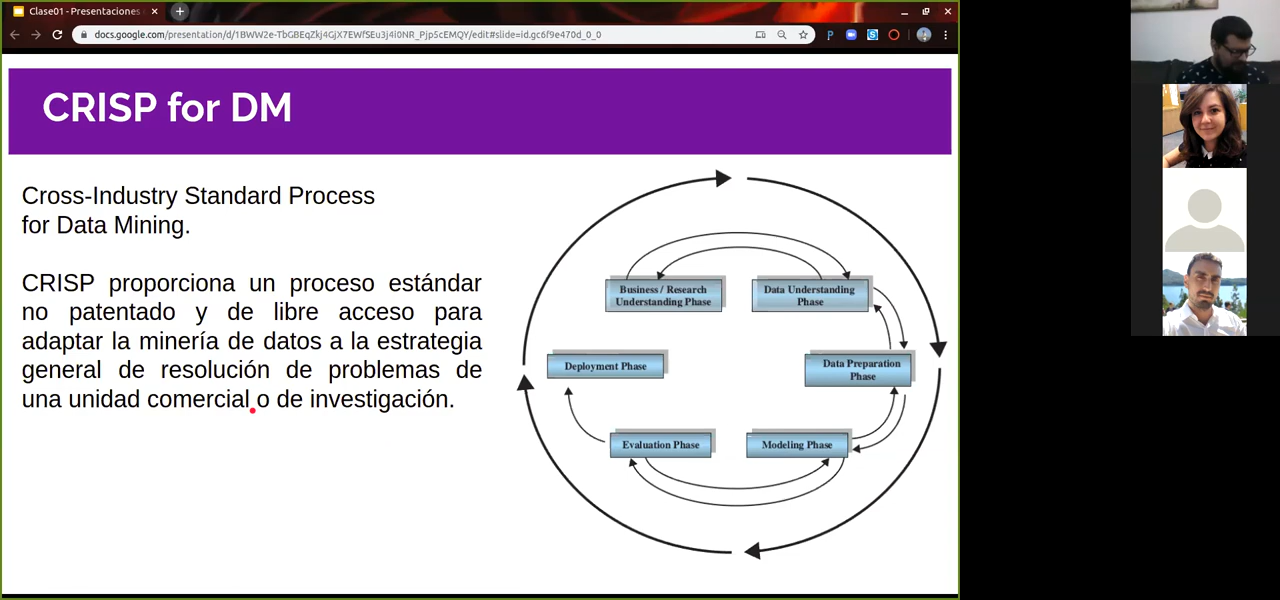 Clase01 - Presentaciones
docs.google.com/presentation/d/1BWW2e-TbGBEqZkj4GJX7EWfSEu3j4i0NR_PjpScEMQY/edit#slide=id.gc6f9e470d_0_0
CRISP for DM
Cross-Industry Standard Process
for Data Mining.
CRISP proporciona un proceso estándar
no patentado y de libre acceso para
adaptar la minería de datos a la estrategia
general de resolución de problemas de
una unidad comercial o de investigación.
Business / Research
Understanding Phase
Data Understanding
Phase
Deployment Phase
Data Preparation
Phase
Evaluation Phase
Modeling Phase